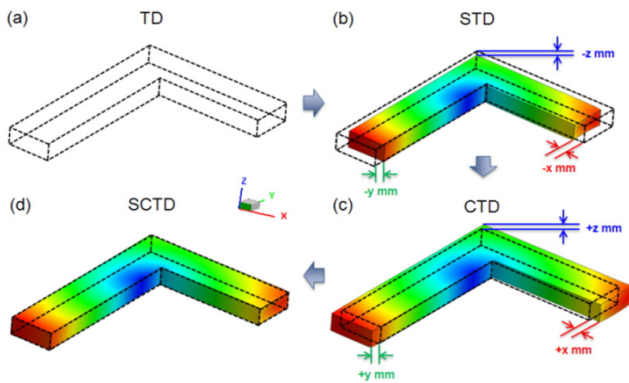 (a) TD
(b) STD
-z mm
-x mm
-y mm
(d) SCTD
Z
Y
X
(c) CTD
+z mm
+x mm
+y mm